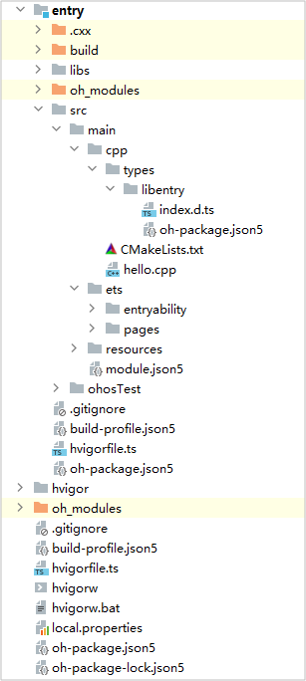 entry
.cxx
build
libs
oh_modules
src
main
cpp
types
libentry
index.d.ts
oh-package.json5
CMakeLists.txt
hello.cpp
ets
entryability
pages
resources
module.json5
ohosTest
.gitignore
build-profile.json5
hvigorfile.ts
oh-package.json5
hvigor
oh_modules
.gitignore
build-profile.json5
hvigorfile.ts
hvigorw
hvigorw.bat
local.properties
oh-package.json5
oh-package-lock.json5